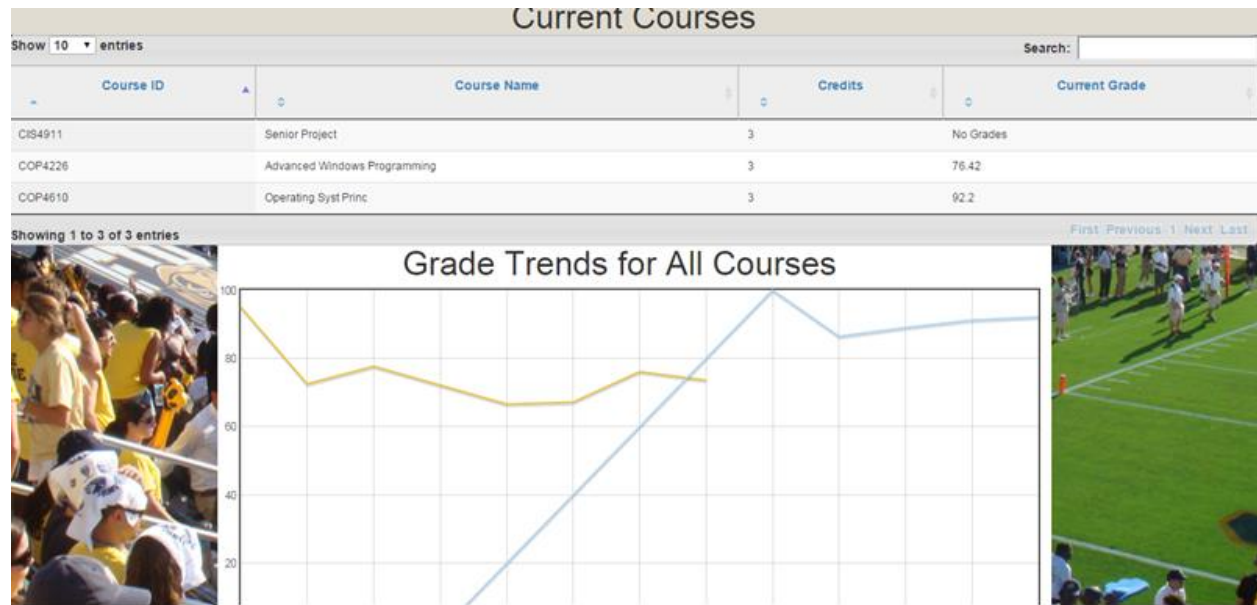 Current Courses
Show 10 entries Search:
Course ID Course Name Credits Current Grade
CIS4911 Senior Project 3 No Grades
COP4226 Advanced Windows Programming 3 76.42
COP4610 Operating Syst Princ 3 92.2
Showing 1 to 3 of 3 entries First Previous 1 Next Last
Grade Trends for All Courses
100
80
60
40
20